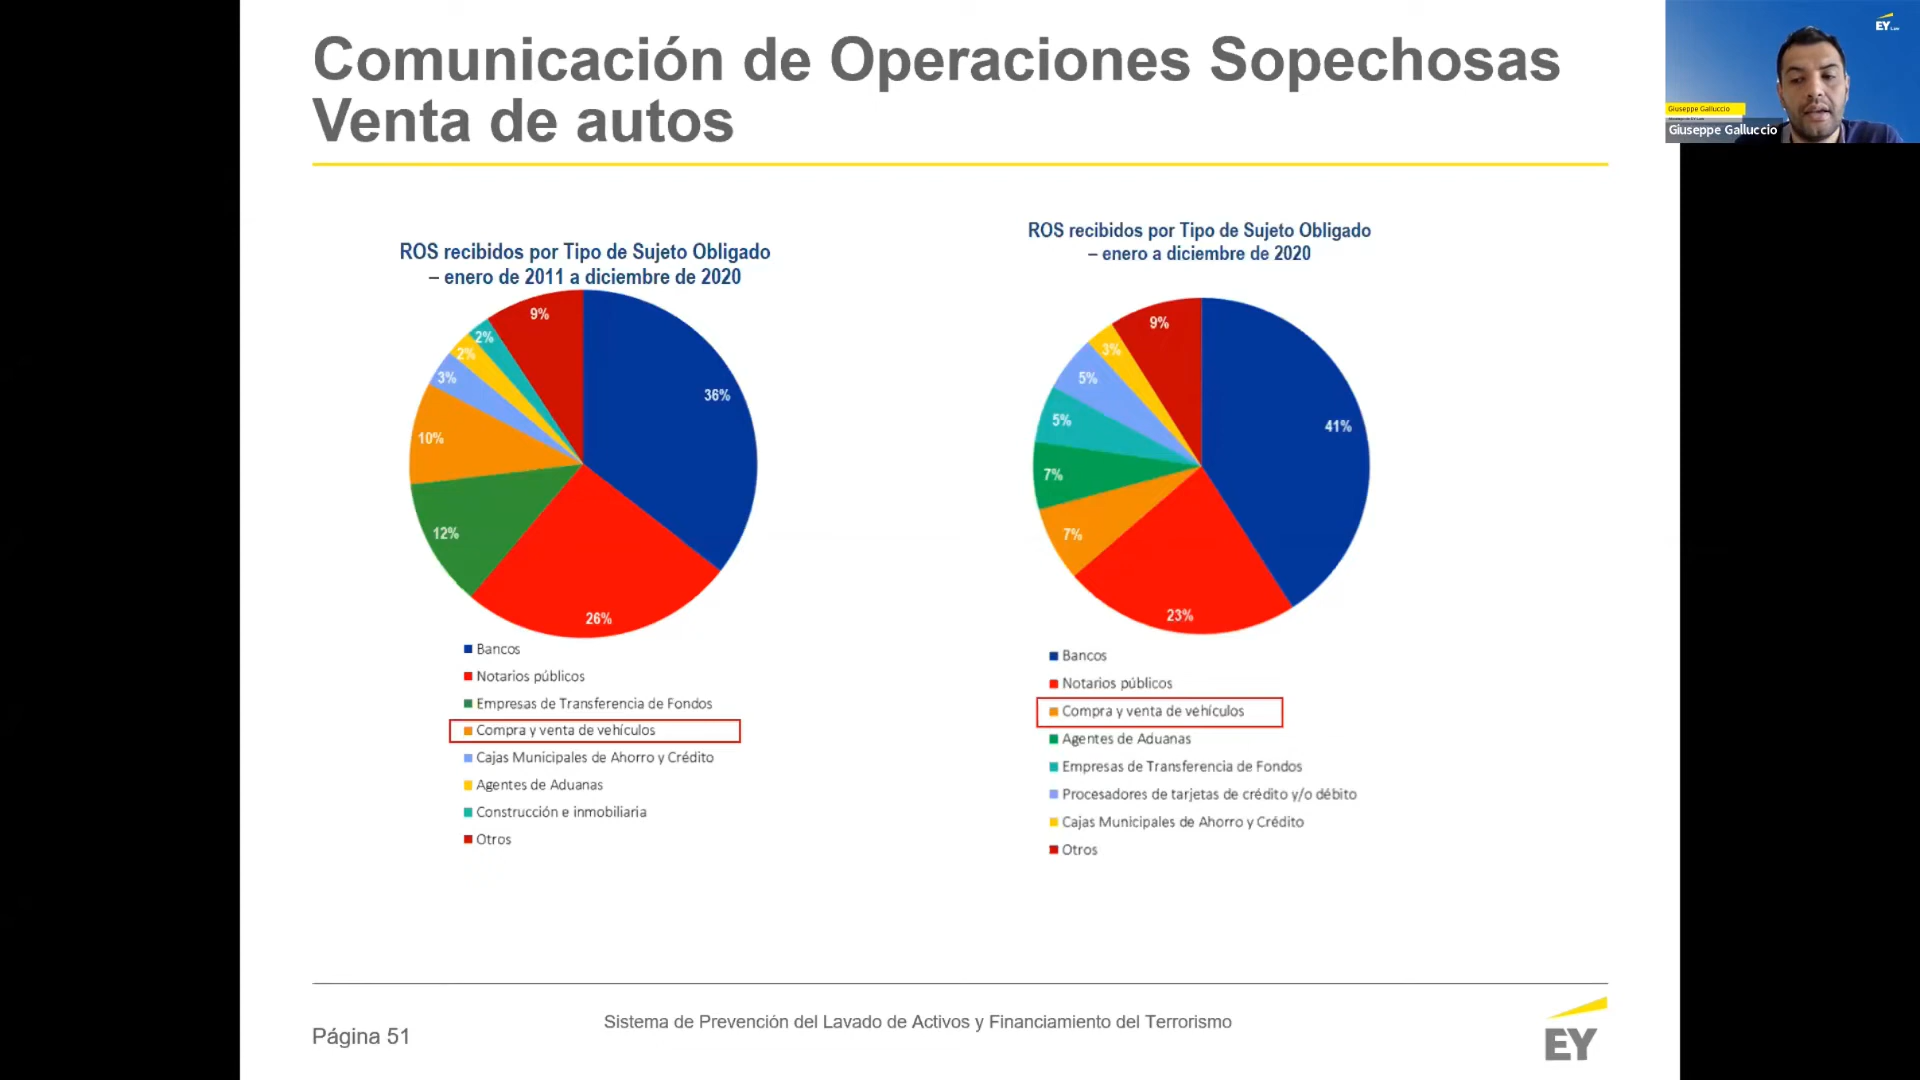 Comunicación de Operaciones Sopechosas
Venta de autos
EY
Giuseppe Galluccio
Giuseppe Galluccio
ROS recibidos por Tipo de Sujeto Obligado
– enero de 2011 a diciembre de 2020
9%
2%
2%
3%
10%
12%
26%
36%
Bancos
Notarios públicos
Empresas de Transferencia de Fondos
Compra y venta de vehículos
Cajas Municipales de Ahorro y Crédito
Agentes de Aduanas
Construcción e inmobiliaria
Otros
ROS recibidos por Tipo de Sujeto Obligado
– enero a diciembre de 2020
9%
3%
5%
5%
7%
7%
23%
41%
Bancos
Notarios públicos
Compra y venta de vehículos
Agentes de Aduanas
Empresas de Transferencia de Fondos
Procesadores de tarjetas de crédito y/o débito
Cajas Municipales de Ahorro y Crédito
Otros
Página 51
Sistema de Prevención del Lavado de Activos y Financiamiento del Terrorismo
EY